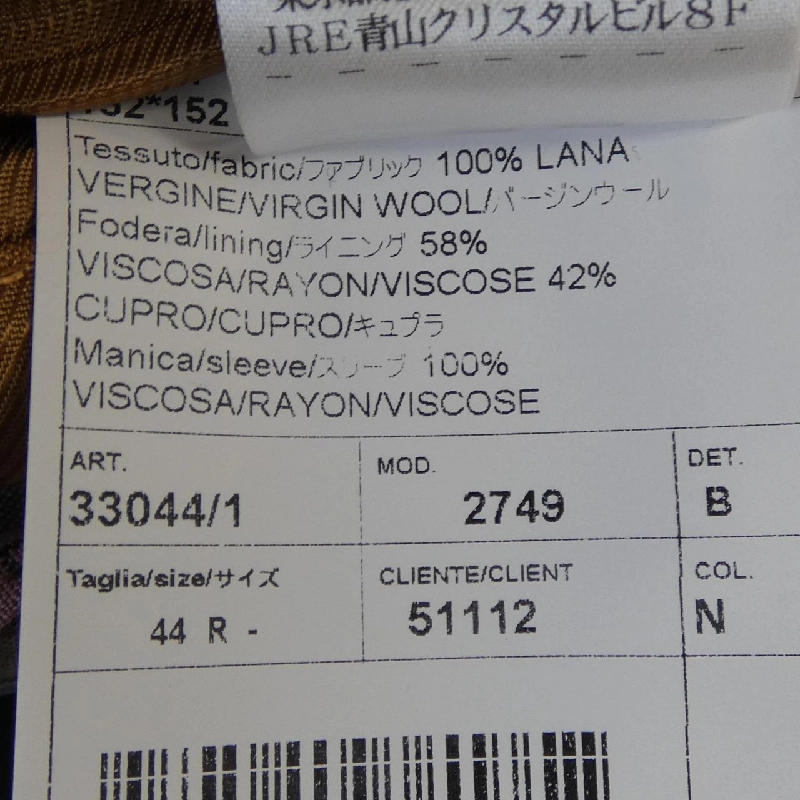 JRE青山クリスタルビル8F
152*152
Tessuto/fabric/ファブリック 100% LANA
VERGINE/VIRGIN WOOL/バージンウール
Fodera/lining/ライニング 58%
VISCOSA/RAYON/VISCOSE 42%
CUPRO/CUPRO/キュプラ
Manica/sleeve/スリーブ 100%
VISCOSA/RAYON/VISCOSE
ART.
33044/1
MOD.
2749
DET.
B
Taglia/size/サイズ
44 R -
CLIENTE/CLIENT
51112
COL.
N